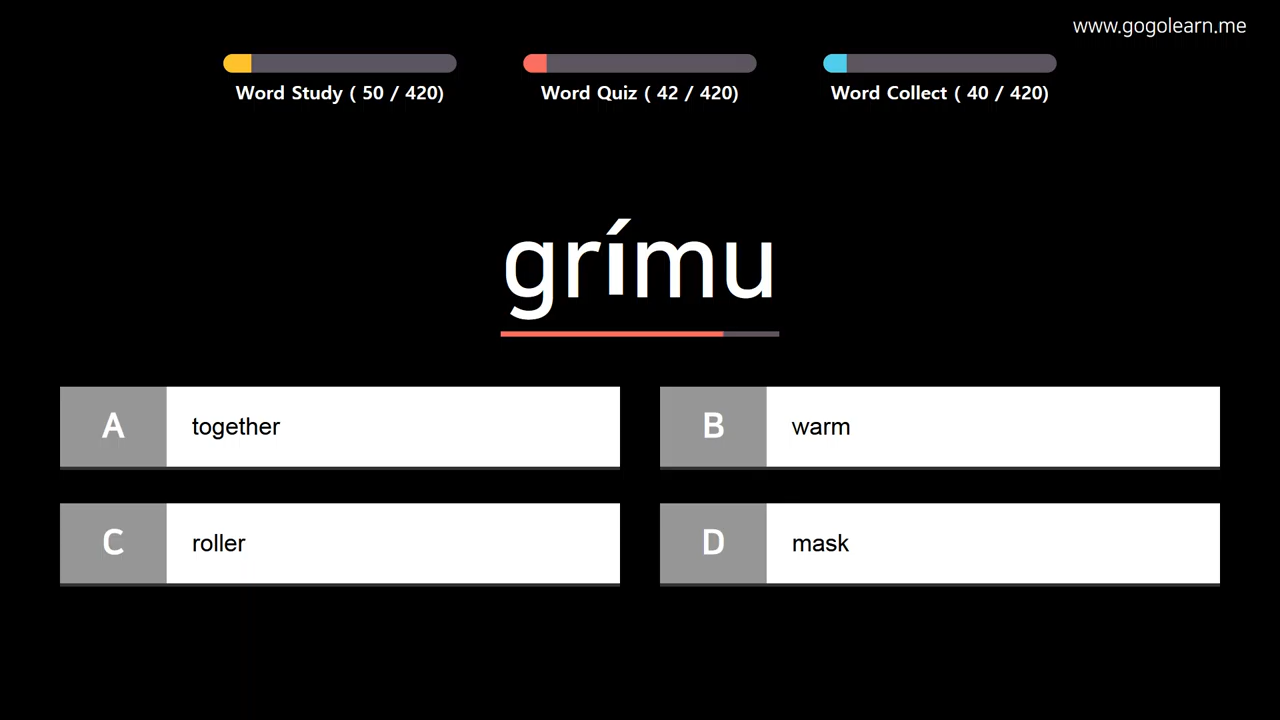 www.gogolearn.me
Word Study ( 50 / 420)
Word Quiz ( 42 / 420)
Word Collect ( 40 / 420)
grímu
A together
B warm
C roller
D mask